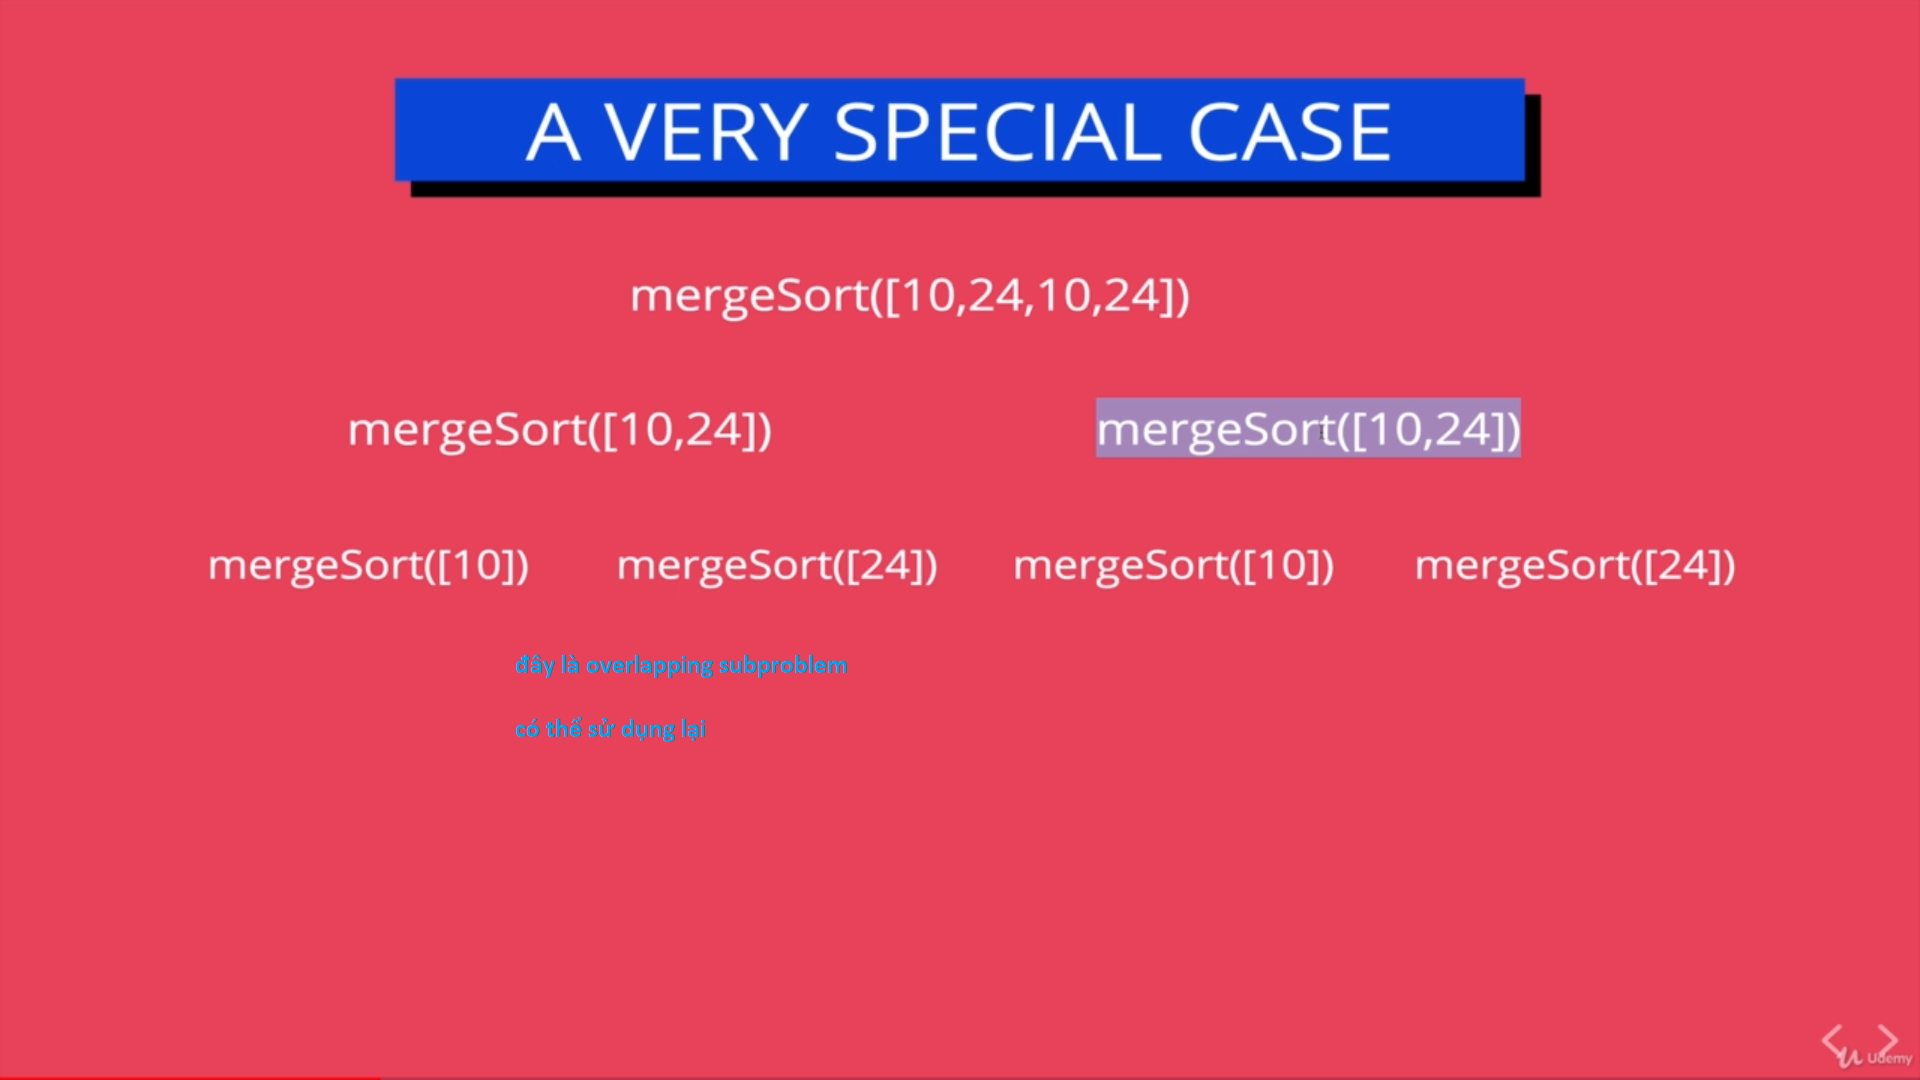 A VERY SPECIAL CASE
mergeSort([10,24,10,24])
mergeSort([10,24]) mergeSort([10,24])
mergeSort([10]) mergeSort([24]) mergeSort([10]) mergeSort([24])
đây là overlapping subproblem
có thể sử dụng lại
Udemy